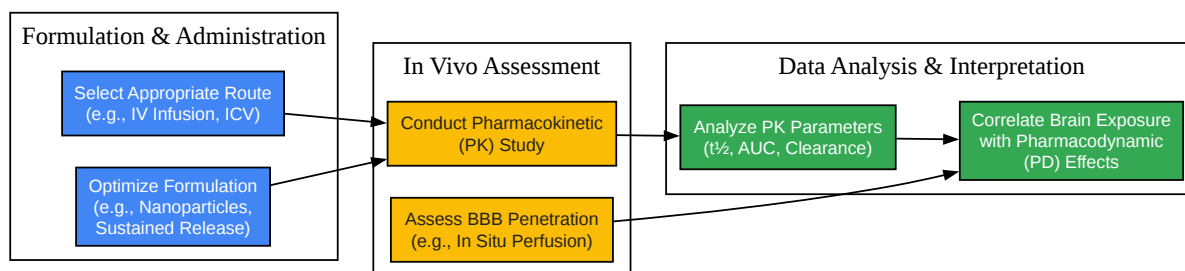 Formulation & Administration
Select Appropriate Route
(e.g., IV Infusion, ICV)
Optimize Formulation
(e.g., Nanoparticles,
Sustained Release)
In Vivo Assessment
Conduct Pharmacokinetic
(PK) Study
Assess BBB Penetration
(e.g., In Situ Perfusion)
Data Analysis & Interpretation
Analyze PK Parameters
(t½, AUC, Clearance)
Correlate Brain Exposure
with Pharmacodynamic
(PD) Effects